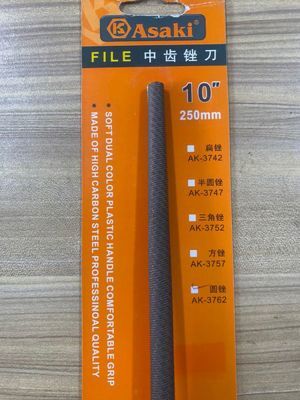 Asaki
FILE 中齿锉刀
10"
250mm
扁锉
AK-3742
半圆锉
AK-3747
三角锉
AK-3752
方锉
AK-3757
圆锉
AK-3762
SOFT DUAL COLOR PLASTIC HANDLE COMFORTABLE GRIP
MADE OF HIGH CARBON STEEL PROFESSINOAL QUALITY